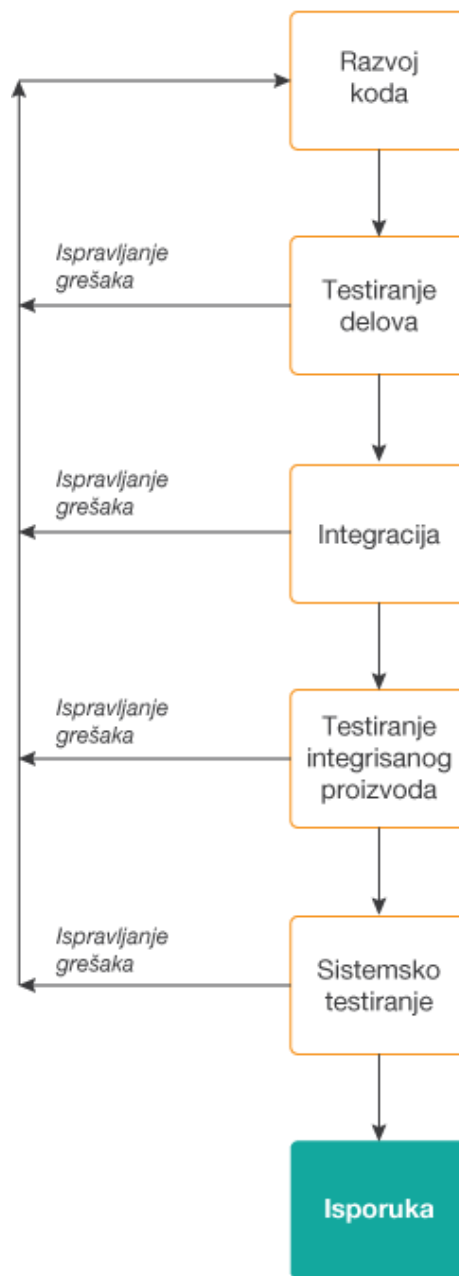 Razvoj
koda
Ispravljanje
grešaka
Testiranje
delova
Ispravljanje
grešaka
Integracija
Ispravljanje
grešaka
Testiranje
integrisanog
proizvoda
Ispravljanje
grešaka
Sistemsko
testiranje
Isporuka